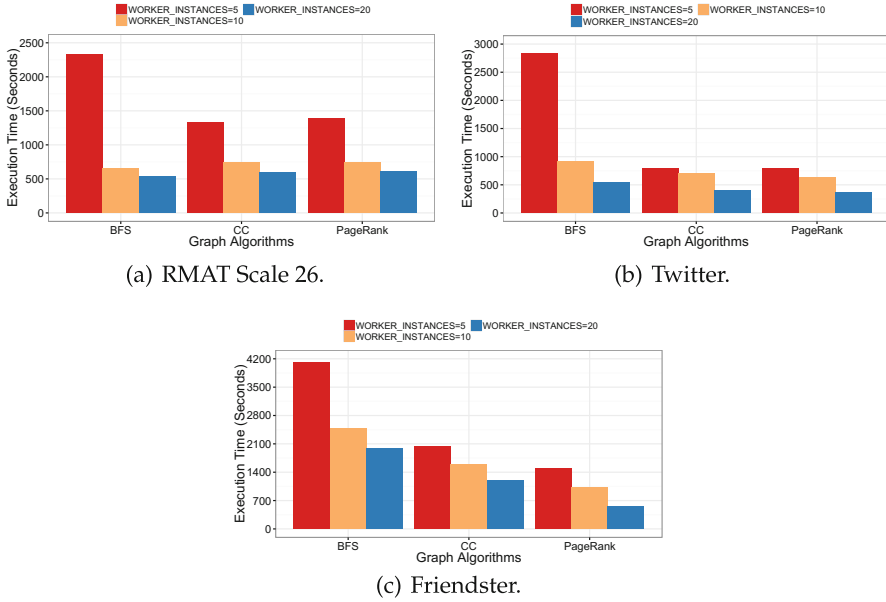 WORKER_INSTANCES=5 WORKER_INSTANCES=20
WORKER_INSTANCES=10
Execution Time (Seconds)
2500
2000
1500
1000
500
0
BFS CC PageRank
Graph Algorithms
(a) RMAT Scale 26.
WORKER_INSTANCES=5 WORKER_INSTANCES=10
WORKER_INSTANCES=20
Execution Time (Seconds)
3000
2500
2000
1500
1000
500
0
BFS CC PageRank
Graph Algorithms
(b) Twitter.
WORKER_INSTANCES=5 WORKER_INSTANCES=20
WORKER_INSTANCES=10
Execution Time (Seconds)
4200
3500
2800
2100
1400
700
0
BFS CC PageRank
Graph Algorithms
(c) Friendster.